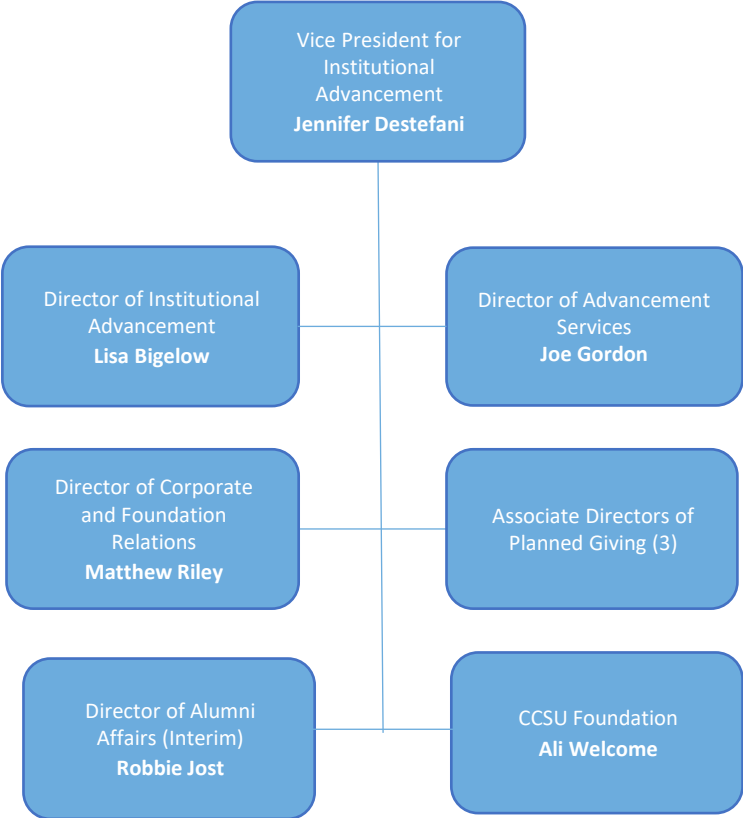 Vice President for
Institutional
Advancement
Jennifer Destefani
Director of Institutional
Advancement
Lisa Bigelow
Director of Advancement
Services
Joe Gordon
Director of Corporate
and Foundation
Relations
Matthew Riley
Associate Directors of
Planned Giving (3)
Director of Alumni
Affairs (Interim)
Robbie Jost
CCSU Foundation
Ali Welcome